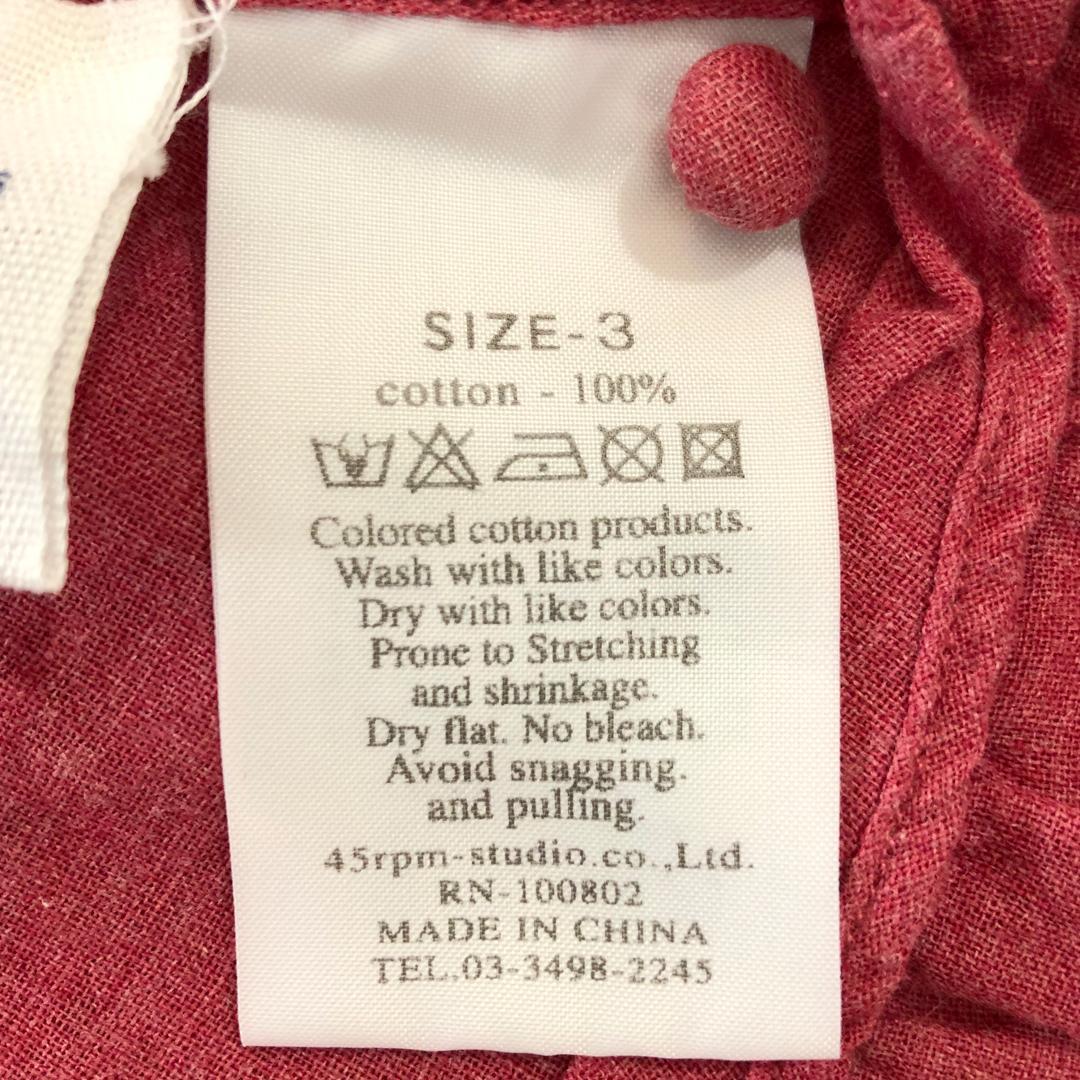 SIZE-3
cotton - 100%
Colored cotton products.
Wash with like colors.
Dry with like colors.
Prone to Stretching
and shrinkage.
Dry flat. No bleach.
Avoid snagging.
and pulling.
45rpm-studio.co.,Ltd.
RN-100802
MADE IN CHINA
TEL.03-3498-2245